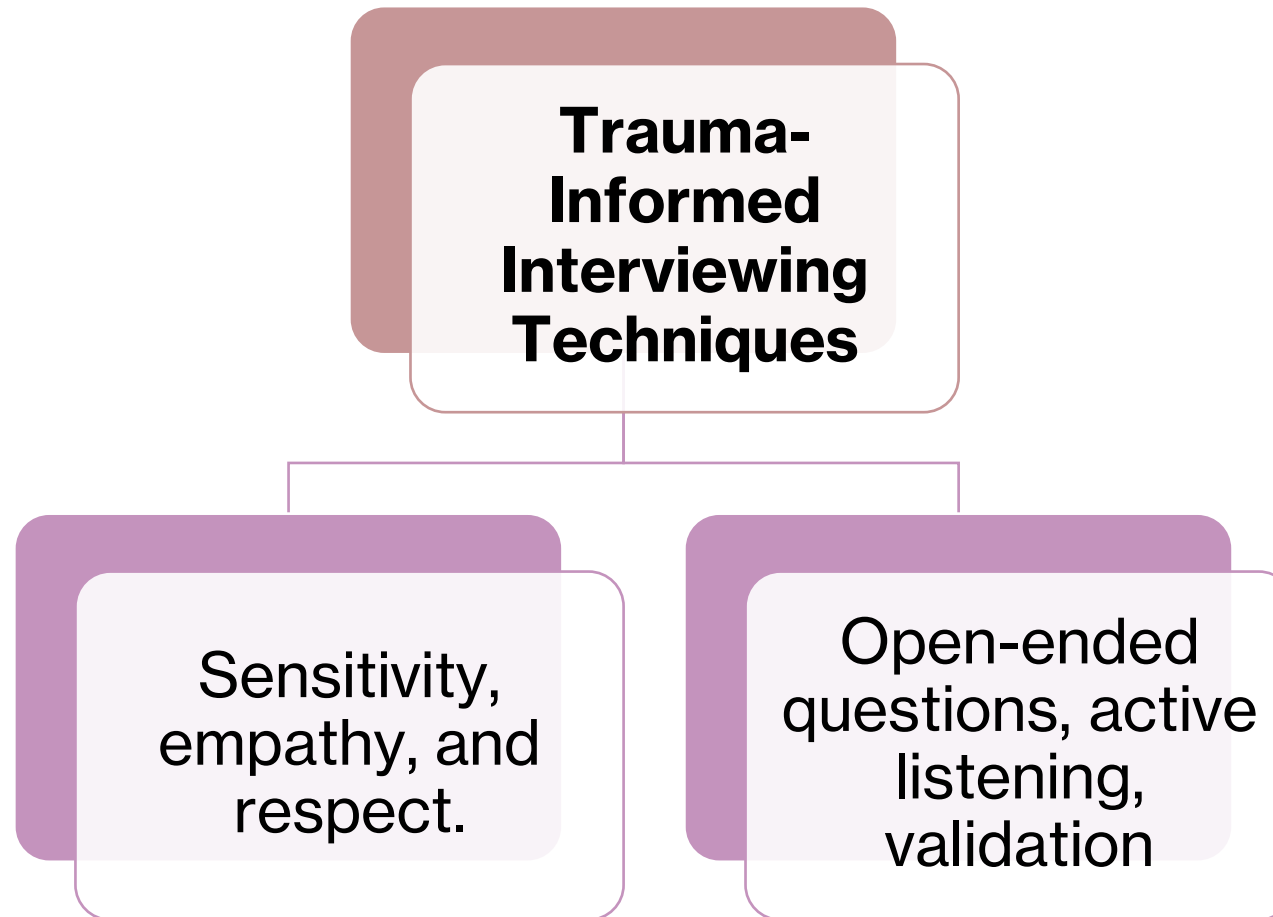 Trauma-
Informed
Interviewing
Techniques
Sensitivity,
empathy, and
respect.
Open-ended
questions, active
listening,
validation